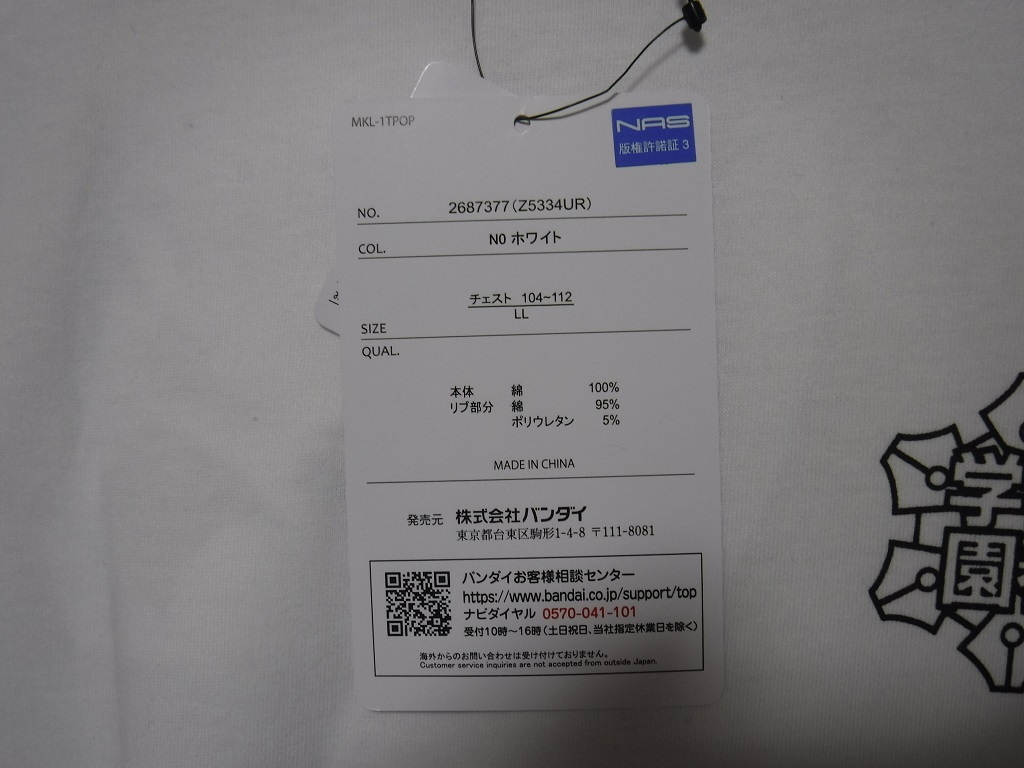 MKL-1TPOP
NAS
版権許諾証 3
NO. 2687377(Z5334UR)
COL. N0 ホワイト
チェスト 104~112
LL
SIZE
QUAL.
本体 綿 100%
リブ部分 綿 95%
ポリウレタン 5%
MADE IN CHINA
発売元 株式会社バンダイ
東京都台東区駒形1-4-8 〒111-8081
バンダイお客様相談センター
https://www.bandai.co.jp/support/top
ナビダイヤル 0570-041-101
受付10時～16時(土日祝日、当社指定休業日を除く)
海外からのお問い合わせは受け付けておりません。
Customer service inquiries are not accepted from outside Japan.
学
園